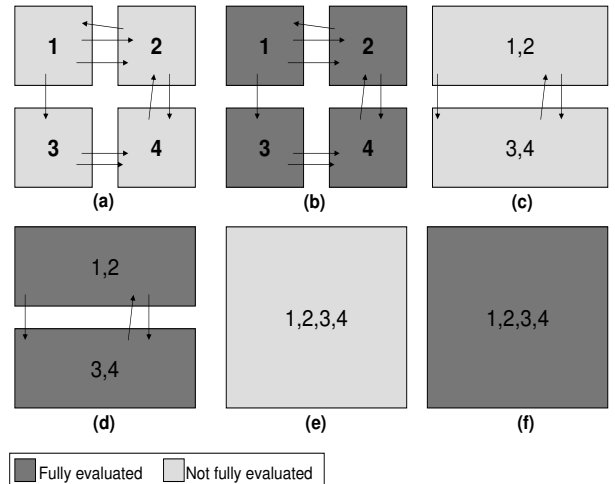 1 2 1 2 1,2
3 4 3 4 3,4
(a) (b) (c)
1,2
1,2,3,4 1,2,3,4
3,4
(d) (e) (f)
Fully evaluated Not fully evaluated